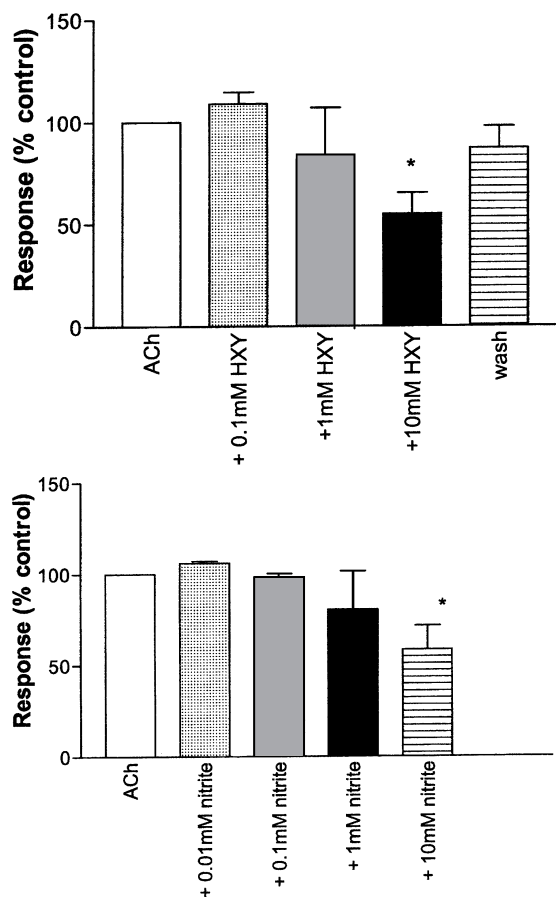 Response (% control)
150
100
50
0
*
ACh
+ 0.1mM HXY
+1mM HXY
+10mM HXY
wash
Response (% control)
150
100
50
0
*
ACh
+ 0.01mM nitrite
+ 0.1mM nitrite
+ 1mM nitrite
+ 10mM nitrite